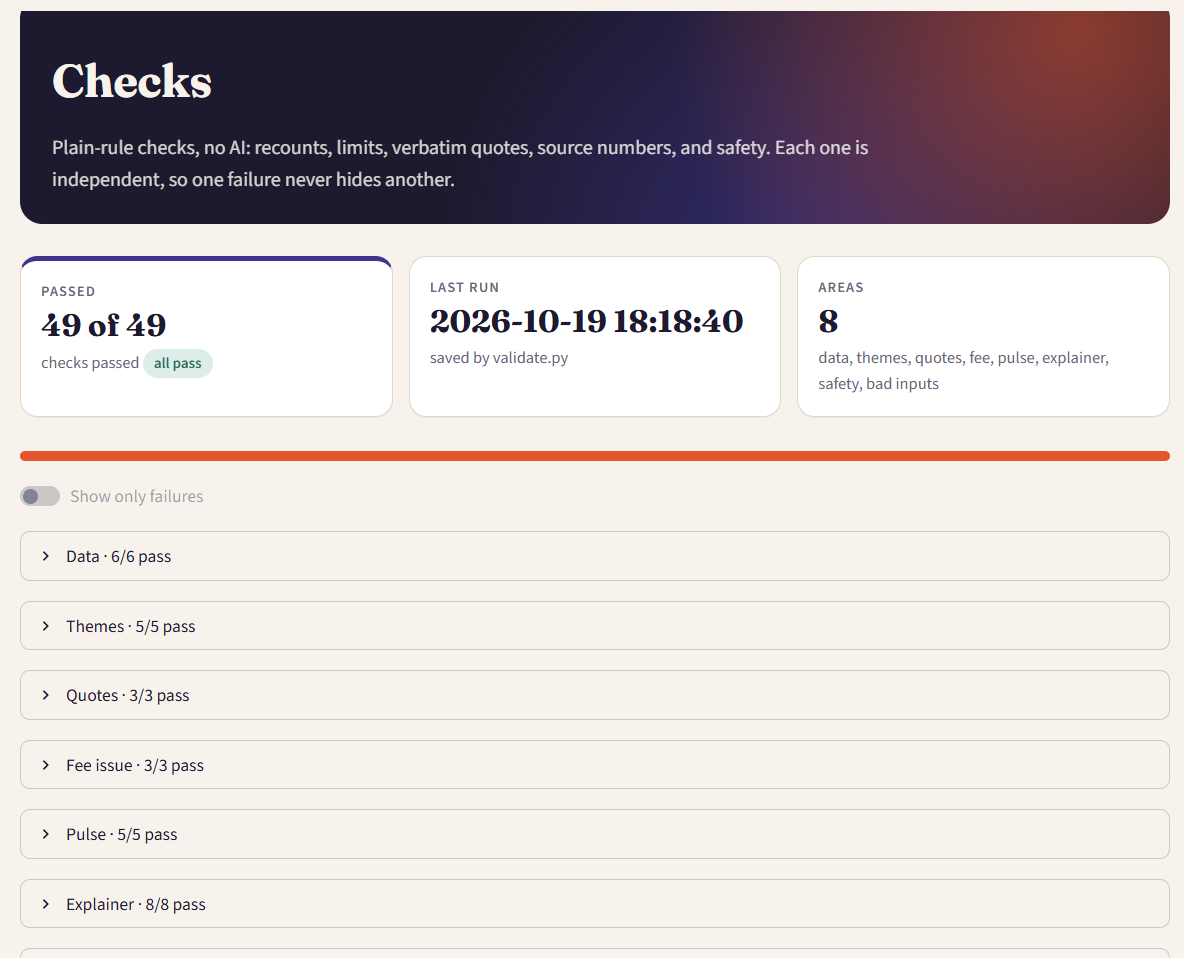 Checks
Plain-rule checks, no AI: recounts, limits, verbatim quotes, source numbers, and safety. Each one is
independent, so one failure never hides another.
PASSED
49 of 49
checks passed all pass
LAST RUN
2026-10-19 18:18:40
saved by validate.py
AREAS
8
data, themes, quotes, fee, pulse, explainer,
safety, bad inputs
Show only failures
Data · 6/6 pass
Themes · 5/5 pass
Quotes · 3/3 pass
Fee issue · 3/3 pass
Pulse · 5/5 pass
Explainer · 8/8 pass